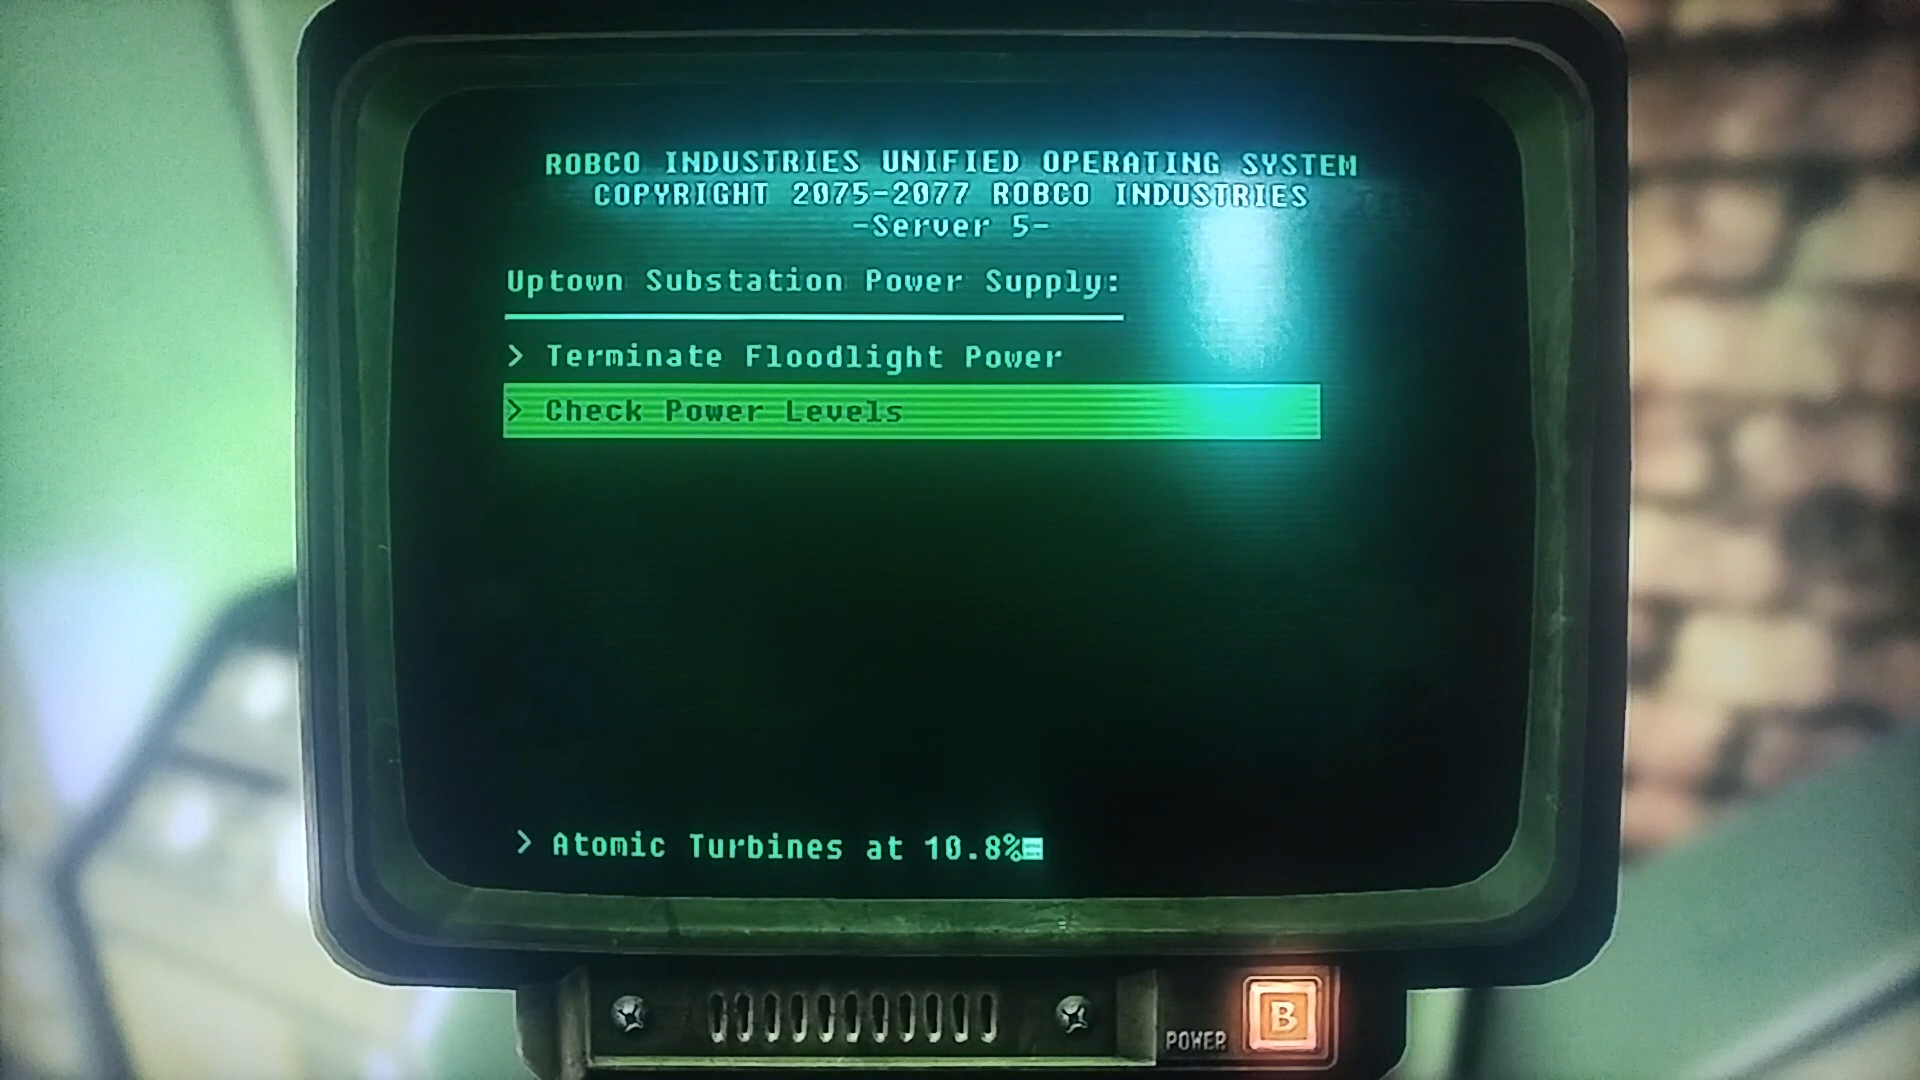 ROBCO INDUSTRIES UNIFIED OPERATING SYSTEM
COPYRIGHT 2075-2077 ROBCO INDUSTRIES
-Server 5-
Uptown Substation Power Supply:
> Terminate Floodlight Power
> Check Power Levels
> Atomic Turbines at 10.8%
POWER
B